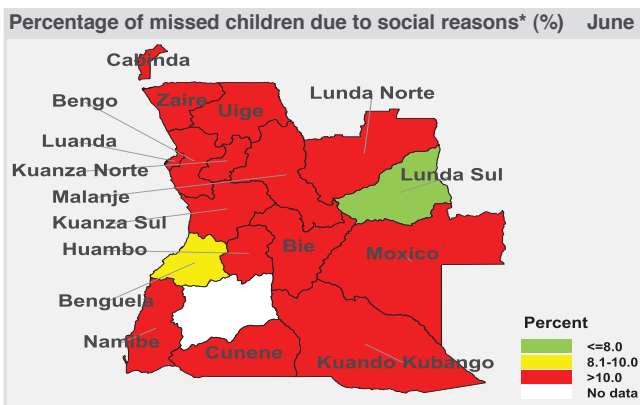 Percentage of missed children due to social reasons* (%) June
Cabinda
Zaire
Uige
Lunda Norte
Bengo
Luanda
Kuanza Norte
Malanje
Lunda Sul
Kuanza Sul
Huambo
Bie
Moxico
Benguela
Namibe
Cunene
Kuando Kubango
Percent
<=8.0
8.1-10.0
>10.0
No data